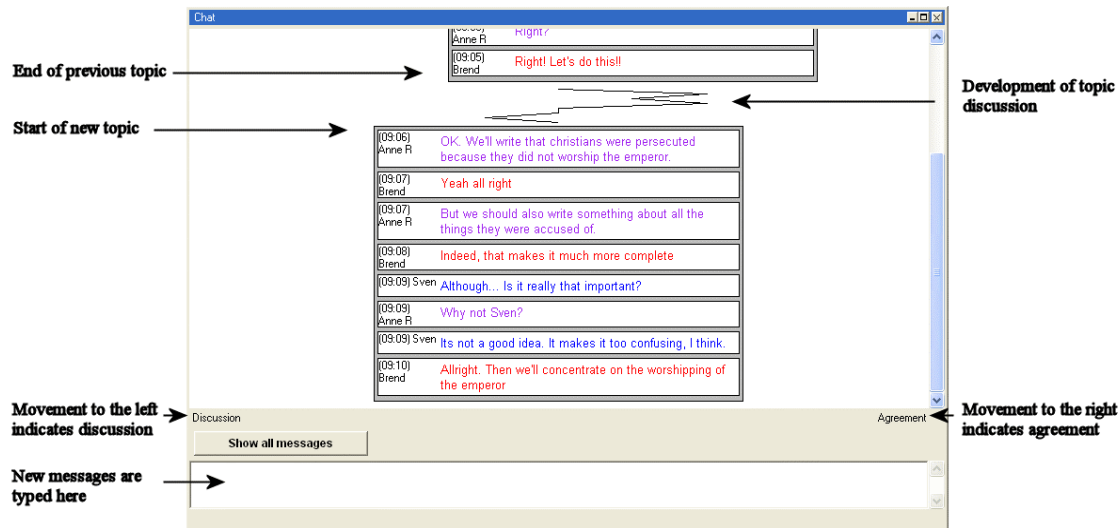 Chat
Right?
Anne R
(09:05)
Brend
Right! Let's do this!!
End of previous topic
Development of topic
discussion
Start of new topic
(09:06)
Anne R
OK. We'll write that christians were persecuted
because they did not worship the emperor.
(09:07)
Brend
Yeah all right
(09:07)
Anne R
But we should also write something about all the
things they were accused of.
(09:08)
Brend
Indeed, that makes it much more complete
(09:09) Sven Although... Is it really that important?
(09:09)
Anne R
Why not Sven?
(09:09) Sven Its not a good idea. It makes it too confusing, I think.
(09:10)
Brend
Allright. Then we'll concentrate on the worshipping of
the emperor
Movement to the left
indicates discussion
Discussion
Agreement
Movement to the right
indicates agreement
Show all messages
New messages are
typed here